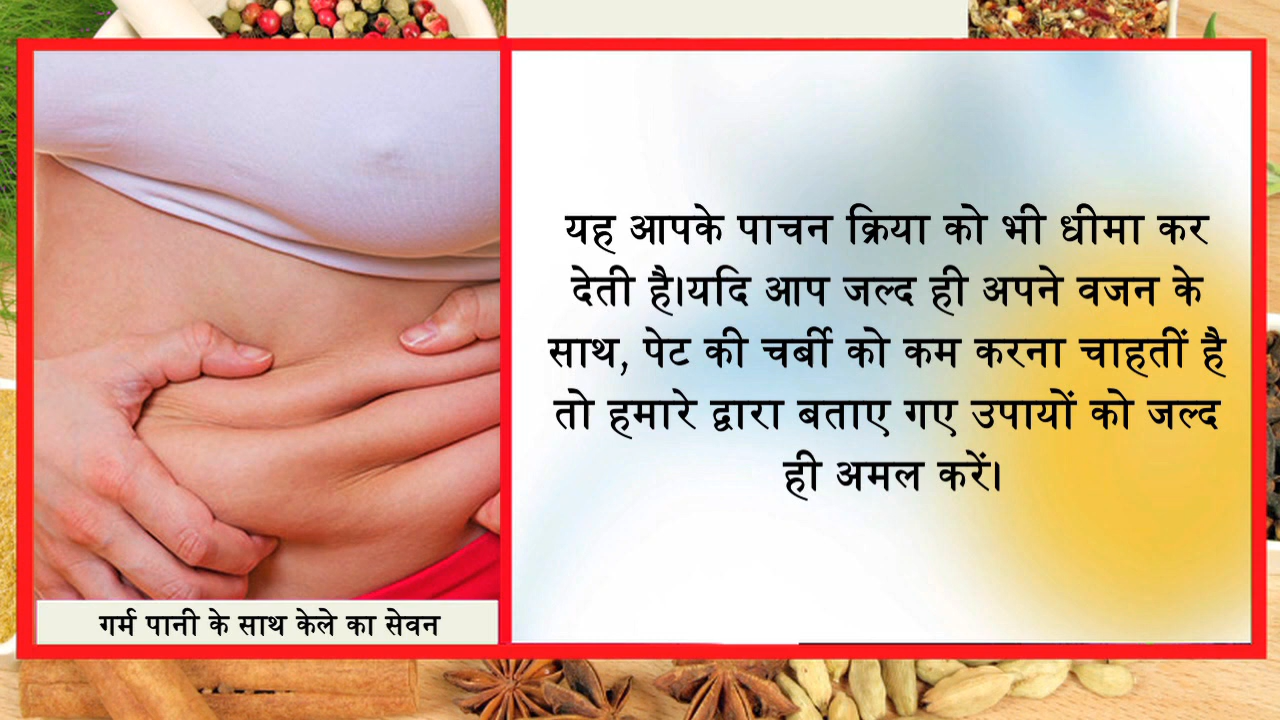 यह आपके पाचन क्रिया को भी धीमा कर
देती है।यदि आप जल्द ही अपने वजन के
साथ, पेट की चर्बी को कम करना चाहतीं है
तो हमारे द्वारा बताए गए उपायों को जल्द
ही अमल करें।
गर्म पानी के साथ केले का सेवन